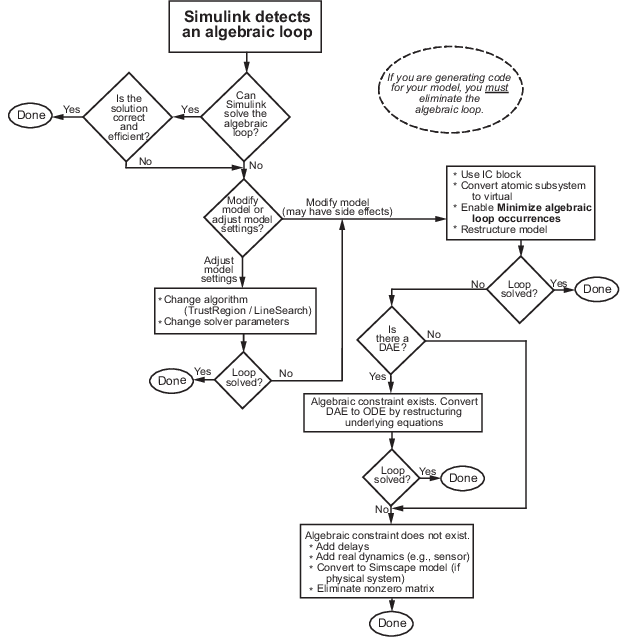 Simulink detects
an algebraic loop
If you are generating code
for your model, you must
eliminate the
algebraic loop.
Can
Simulink
solve the
algebraic
loop?
Yes
No
Is the
solution
correct
and
efficient?
Yes
Done
No
Modify
model or
adjust model
settings?
Modify model
(may have side effects)
Adjust
model
settings
* Use IC block
* Convert atomic subsystem
to virtual
* Enable Minimize algebraic
loop occurrences
* Restructure model
* Change algorithm
(TrustRegion / LineSearch)
* Change solver parameters
Loop
solved?
Yes
Done
No
Loop
solved?
Yes
Done
No
Is
there a
DAE?
No
Yes
Algebraic constraint exists. Convert
DAE to ODE by restructuring
underlying equations
Loop
solved?
Yes
Done
No
Algebraic constraint does not exist.
* Add delays
* Add real dynamics (e.g., sensor)
* Convert to Simscape model (if
physical system)
* Eliminate nonzero matrix
Done